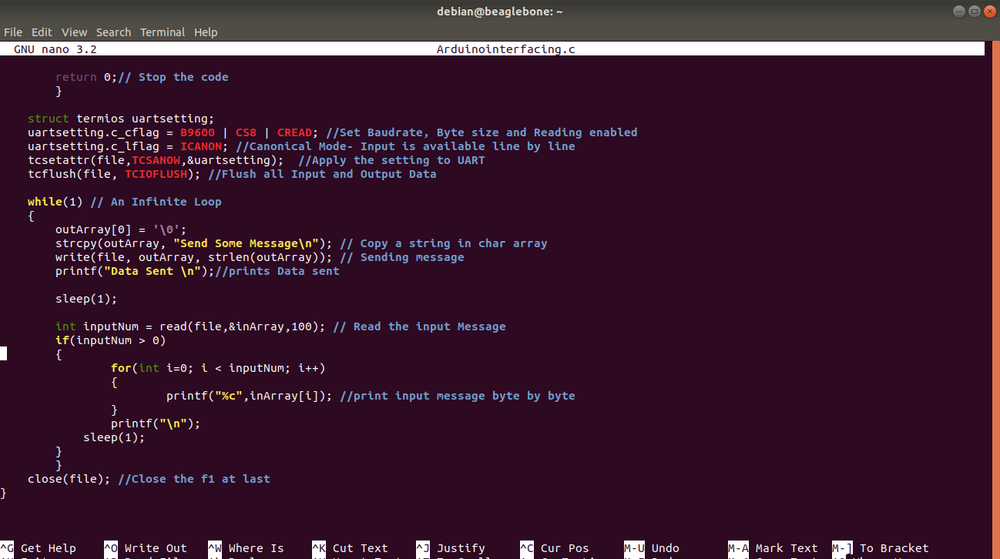 debian@beaglebone: ~
File Edit View Search Terminal Help
GNU nano 3.2 Arduinointerfacing.c
return 0;// Stop the code
}
struct termios uartsetting;
uartsetting.c_cflag = B9600 | CS8 | CREAD; //Set Baudrate, Byte size and Reading enabled
uartsetting.c_lflag = ICANON; //Canonical Mode- Input is available line by line
tcsetattr(file,TCSANOW,&uartsetting); //Apply the setting to UART
tcflush(file, TCIOFLUSH); //Flush all Input and Output Data
while(1) // An Infinite Loop
{
outArray[0] = '\0';
strcpy(outArray, "Send Some Message\n"); // Copy a string in char array
write(file, outArray, strlen(outArray)); // Sending message
printf("Data Sent \n");//prints Data sent
sleep(1);
int inputNum = read(file,&inArray,100); // Read the input Message
if(inputNum > 0)
{
for(int i=0; i < inputNum; i++)
{
printf("%c",inArray[i]); //print input message byte by byte
}
printf("\n");
sleep(1);
}
}
close(file); //Close the f1 at last
}
^G Get Help ^O Write Out ^W Where Is ^K Cut Text ^J Justify ^C Cur Pos M-U Undo M-A Mark Text M-] To Bracket